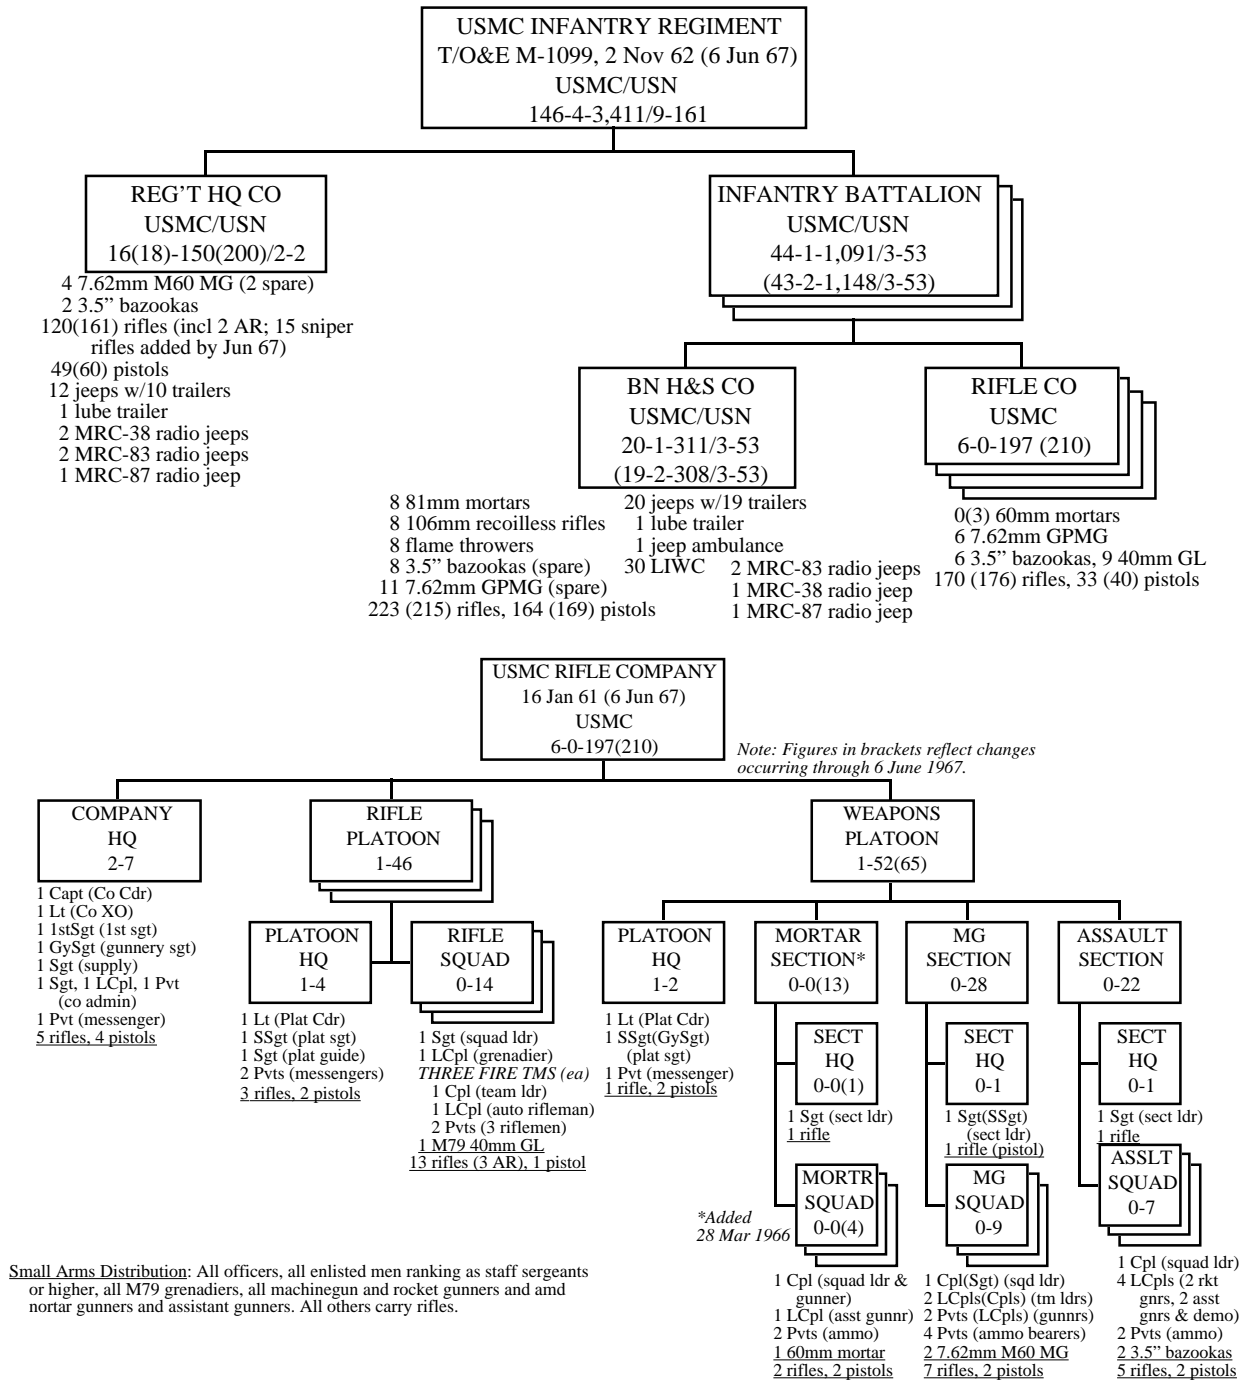 USMC INFANTRY REGIMENT
T/O&E M-1099, 2 Nov 62 (6 Jun 67)
USMC/USN
146-4-3,411/9-161
REG'T HQ CO
USMC/USN
16(18)-150(200)/2-2
4 7.62mm M60 MG (2 spare)
2 3.5” bazookas
120(161) rifles (incl 2 AR; 15 sniper
rifles added by Jun 67)
49(60) pistols
12 jeeps w/10 trailers
1 lube trailer
2 MRC-38 radio jeeps
2 MRC-83 radio jeeps
1 MRC-87 radio jeep
INFANTRY BATTALION
USMC/USN
44-1-1,091/3-53
(43-2-1,148/3-53)
BN H&S CO
USMC/USN
20-1-311/3-53
(19-2-308/3-53)
8 81mm mortars
8 106mm recoilless rifles
8 flame throwers
8 3.5” bazookas (spare)
11 7.62mm GPMG (spare)
223 (215) rifles, 164 (169) pistols
20 jeeps w/19 trailers
1 lube trailer
1 jeep ambulance
30 LIWC
2 MRC-83 radio jeeps
1 MRC-38 radio jeep
1 MRC-87 radio jeep
RIFLE CO
USMC
6-0-197 (210)
0(3) 60mm mortars
6 7.62mm GPMG
6 3.5” bazookas, 9 40mm GL
170 (176) rifles, 33 (40) pistols
USMC RIFLE COMPANY
16 Jan 61 (6 Jun 67)
USMC
6-0-197(210)
Note: Figures in brackets reflect changes
occurring through 6 June 1967.
COMPANY
HQ
2-7
1 Capt (Co Cdr)
1 Lt (Co XO)
1 1stSgt (1st sgt)
1 GySgt (gunnery sgt)
1 Sgt (supply)
1 Sgt, 1 LCpl, 1 Pvt
(co admin)
1 Pvt (messenger)
5 rifles, 4 pistols
RIFLE
PLATOON
1-46
PLATOON
HQ
1-4
1 Lt (Plat Cdr)
1 SSgt (plat sgt)
1 Sgt (plat guide)
2 Pvts (messengers)
3 rifles, 2 pistols
RIFLE
SQUAD
0-14
1 Sgt (squad ldr)
1 LCpl (grenadier)
THREE FIRE TMS (ea)
1 Cpl (team ldr)
1 LCpl (auto rifleman)
2 Pvts (3 riflemen)
1 M79 40mm GL
13 rifles (3 AR), 1 pistol
WEAPONS
PLATOON
1-52(65)
PLATOON
HQ
1-2
1 Lt (Plat Cdr)
1 SSgt(GySgt)
(plat sgt)
1 Pvt (messenger)
1 rifle, 2 pistols
MORTAR
SECTION*
0-0(13)
SECT
HQ
0-0(1)
1 Sgt (sect ldr)
1 rifle
MORTR
SQUAD
0-0(4)
*Added
28 Mar 1966
1 Cpl (squad ldr &
gunner)
1 LCpl (asst gunnr)
2 Pvts (ammo)
1 60mm mortar
2 rifles, 2 pistols
MG
SECTION
0-28
SECT
HQ
0-1
1 Sgt(SSgt)
(sect ldr)
1 rifle (pistol)
MG
SQUAD
0-9
1 Cpl(Sgt) (sqd ldr)
2 LCpls(Cpls) (tm ldrs)
2 Pvts (LCpls) (gunnrs)
4 Pvts (ammo bearers)
2 7.62mm M60 MG
7 rifles, 2 pistols
ASSAULT
SECTION
0-22
SECT
HQ
0-1
1 Sgt (sect ldr)
1 rifle
ASSLT
SQUAD
0-7
1 Cpl (squad ldr)
4 LCpls (2 rkt
gnrs, 2 asst
gnrs & demo)
2 Pvts (ammo)
2 3.5” bazookas
5 rifles, 2 pistols
Small Arms Distribution: All officers, all enlisted men ranking as staff sergeants
or higher, all M79 grenadiers, all machinegun and rocket gunners and amd
nortar gunners and assistant gunners. All others carry rifles.